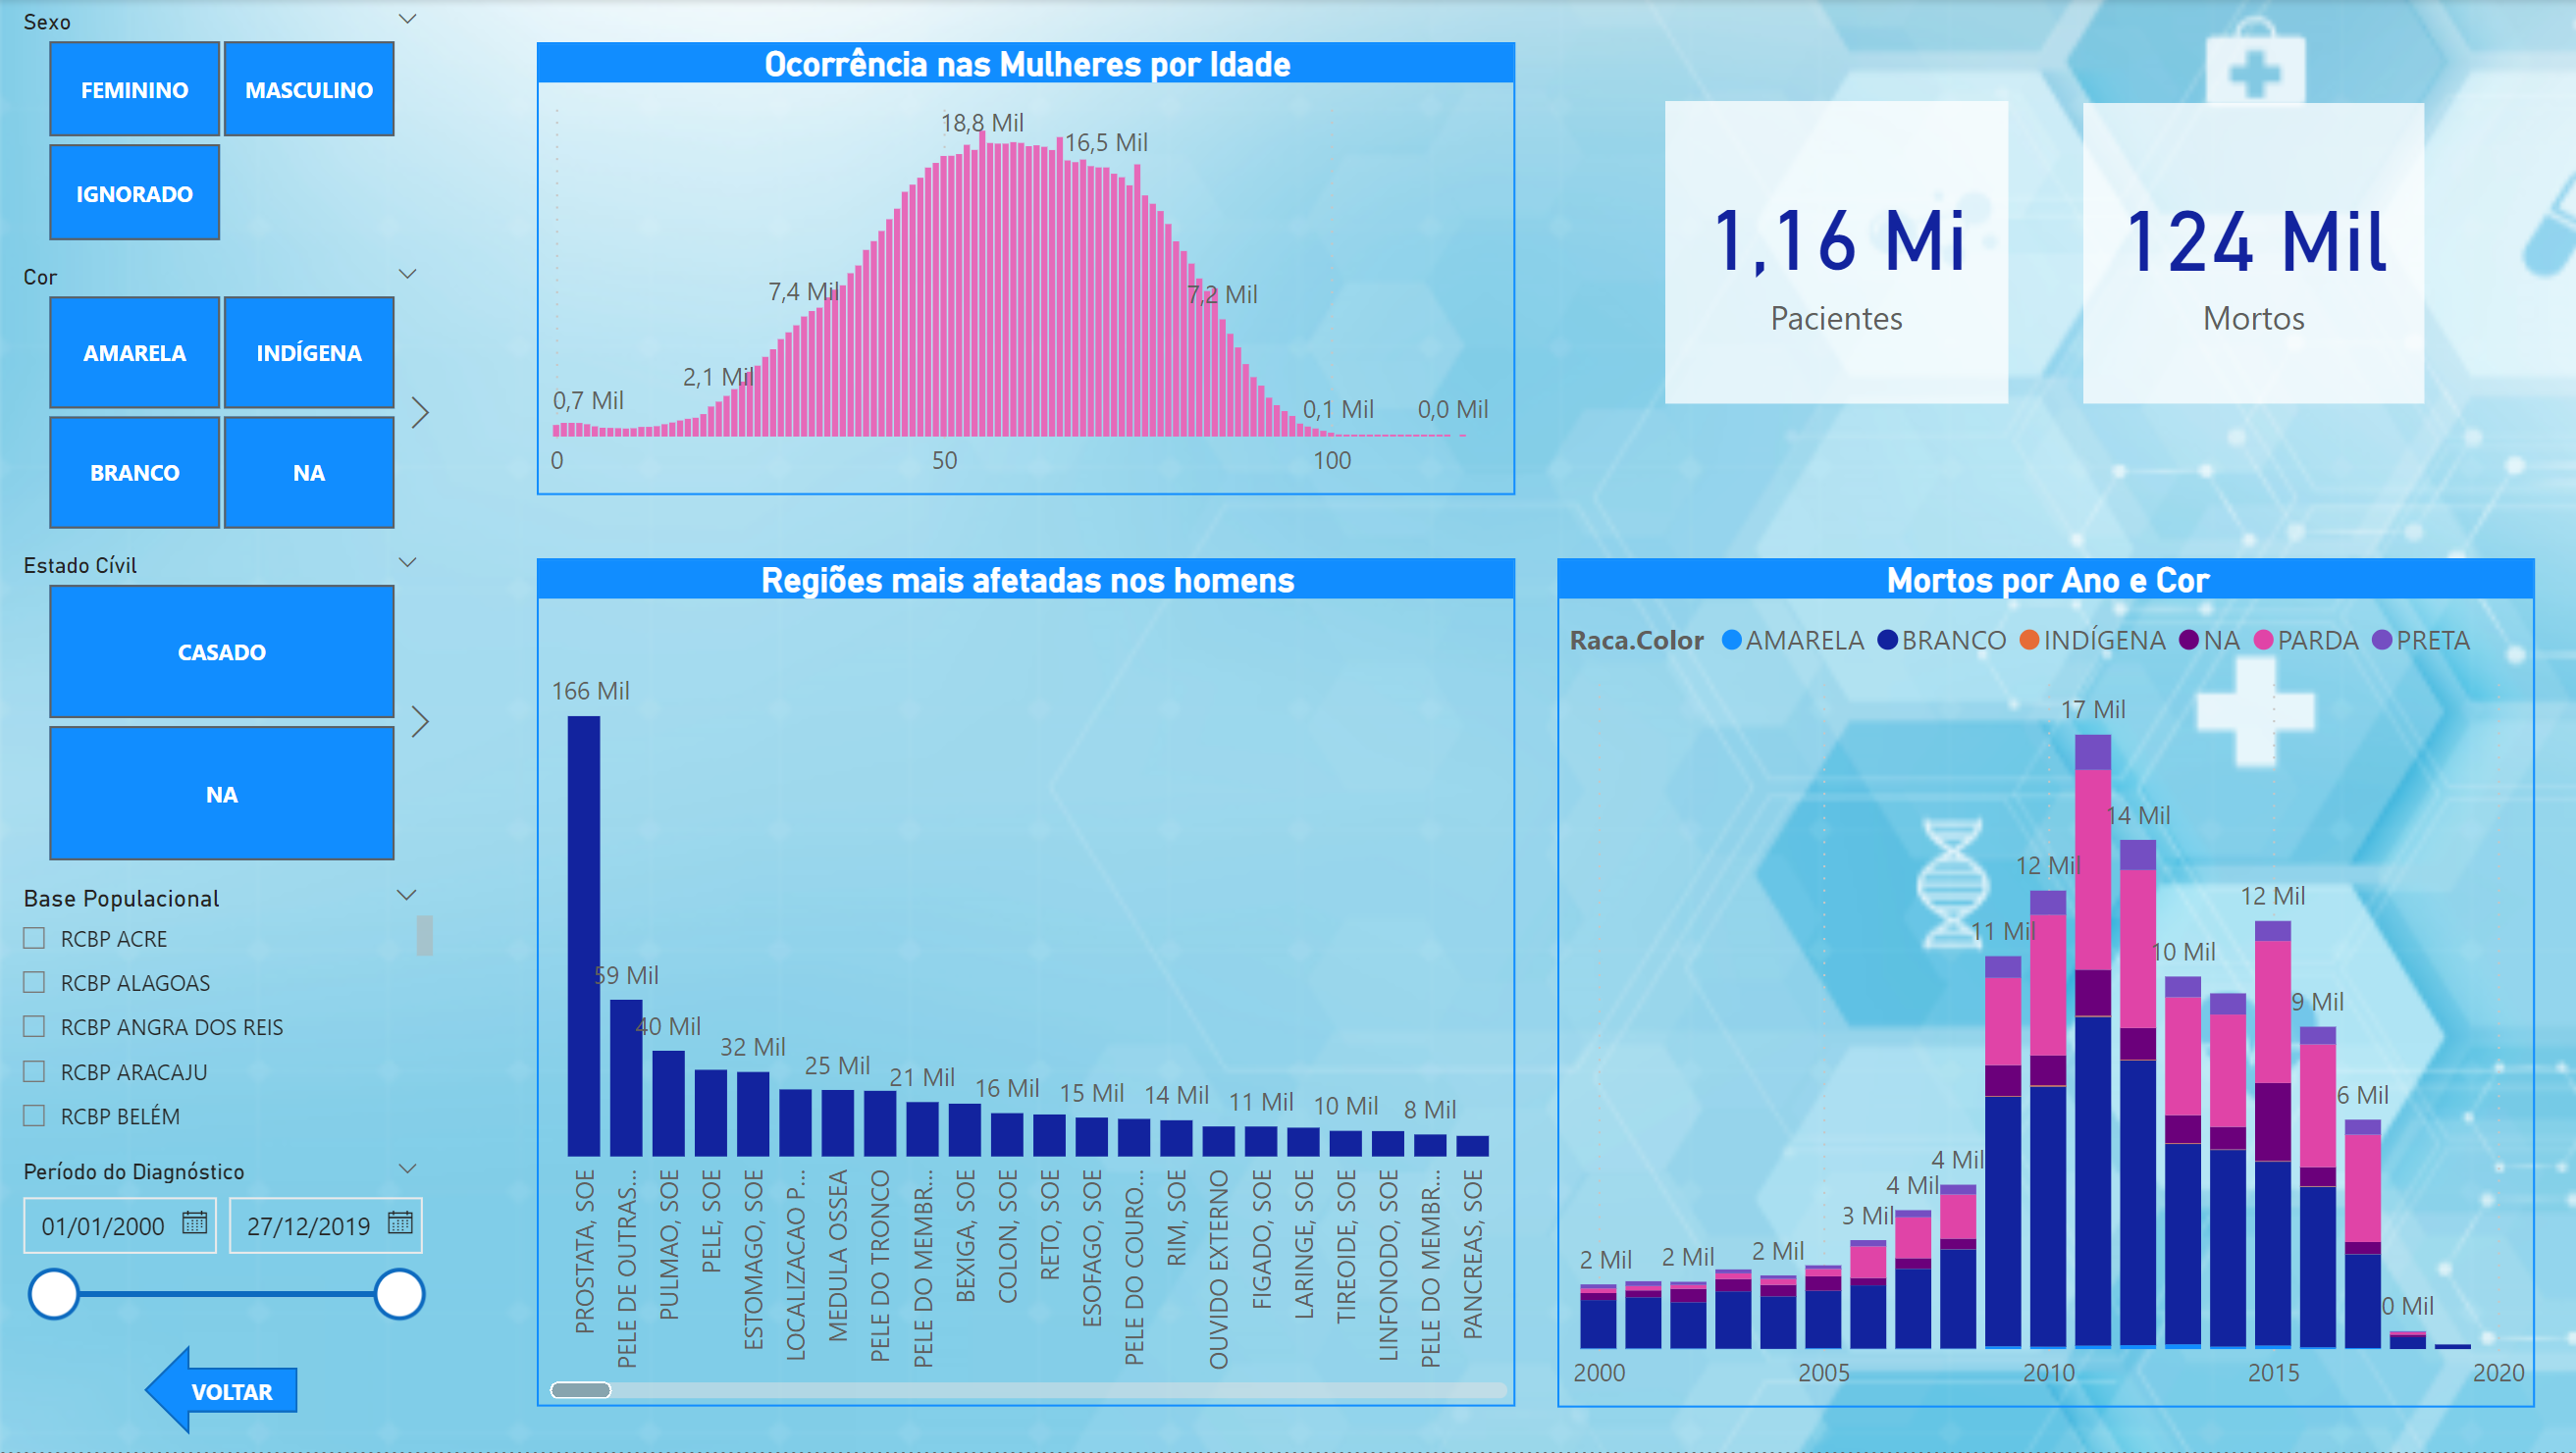 Sexo
FEMININO MASCULINO
IGNORADO
Cor
AMARELA INDÍGENA
BRANCO NA
Estado Cívil
CASADO
NA
Base Populacional
RCBP ACRE
RCBP ALAGOAS
RCBP ANGRA DOS REIS
RCBP ARACAJU
RCBP BELÉM
Período do Diagnóstico
01/01/2000 27/12/2019
VOLTAR
Ocorrência nas Mulheres por Idade
18,8 Mil
16,5 Mil
7,4 Mil
7,2 Mil
2,1 Mil
0,7 Mil
0,1 Mil
0,0 Mil
0 50 100
1,16 Mi
Pacientes
124 Mil
Mortos
Regiões mais afetadas nos homens
166 Mil
59 Mil
40 Mil
32 Mil
25 Mil
21 Mil
16 Mil
15 Mil
14 Mil
11 Mil
10 Mil
8 Mil
PROSTATA, SOE
PELE DE OUTRAS...
PULMAO, SOE
PELE, SOE
ESTOMAGO, SOE
LOCALIZACAO P...
MEDULA OSSEA
PELE DO TRONCO
PELE DO MEMBR...
BEXIGA, SOE
COLON, SOE
RETO, SOE
ESOFAGO, SOE
PELE DO COURO...
RIM, SOE
OUVIDO EXTERNO
FIGADO, SOE
LARINGE, SOE
TIREOIDE, SOE
LINFONODO, SOE
PELE DO MEMBR...
PANCREAS, SOE
Mortos por Ano e Cor
Raca.Color AMARELA BRANCO INDÍGENA NA PARDA PRETA
2 Mil
2 Mil
2 Mil
3 Mil
4 Mil
4 Mil
11 Mil
12 Mil
17 Mil
14 Mil
10 Mil
12 Mil
9 Mil
6 Mil
0 Mil
2000 2005 2010 2015 2020